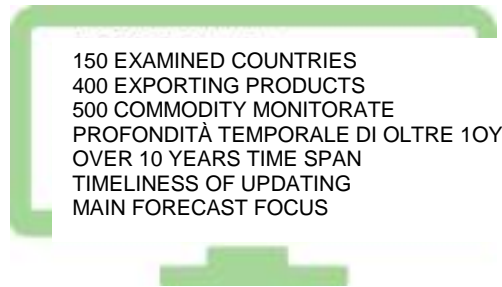 150 EXAMINED COUNTRIES
400 EXPORTING PRODUCTS
500 COMMODITY MONITORATE
PROFONDITÀ TEMPORALE DI OLTRE 1OY
OVER 10 YEARS TIME SPAN
TIMELINESS OF UPDATING
MAIN FORECAST FOCUS